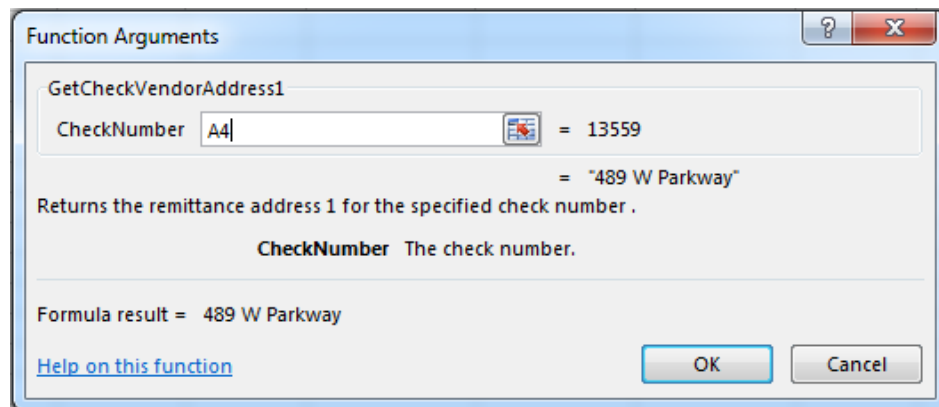 Function Arguments
? X
GetCheckVendorAddress1
CheckNumber A4 = 13559
= "489 W Parkway"
Returns the remittance address 1 for the specified check number .
CheckNumber The check number.
Formula result = 489 W Parkway
Help on this function OK Cancel